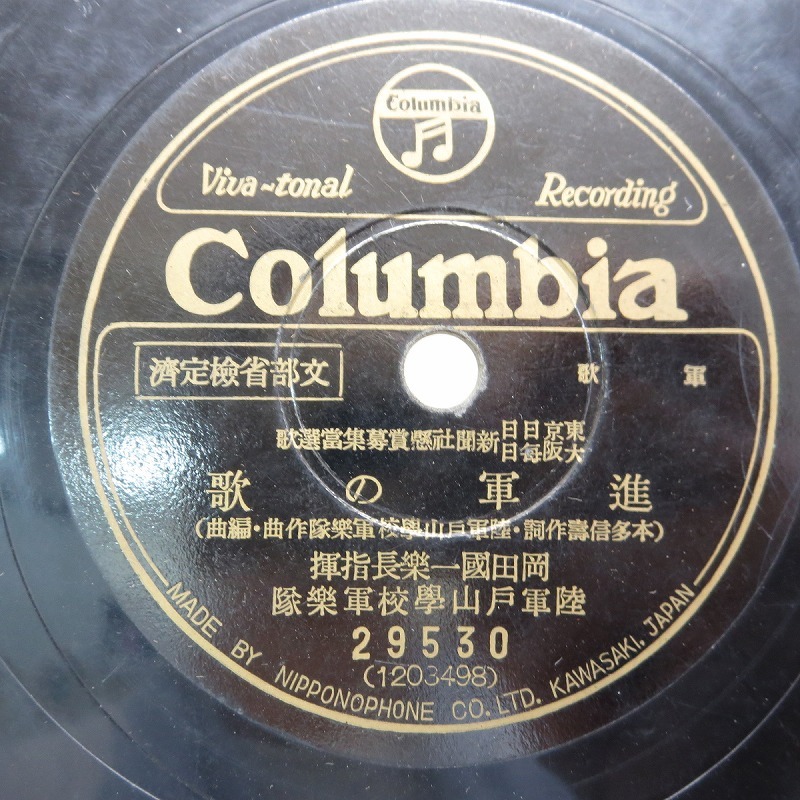 Columbia
Viva-tonal Recording
Columbia
軍歌
文部省檢定濟
東京日日
大阪每日
新聞社懸賞募集當選歌
進軍の歌
(本多信壽作詞・陸軍戶山學校軍樂隊作曲・編曲)
岡田國一樂長指揮
陸軍戶山學校軍樂隊
29530
(1203498)
MADE BY NIPPONOPHONE CO. LTD. KAWASAKI, JAPAN